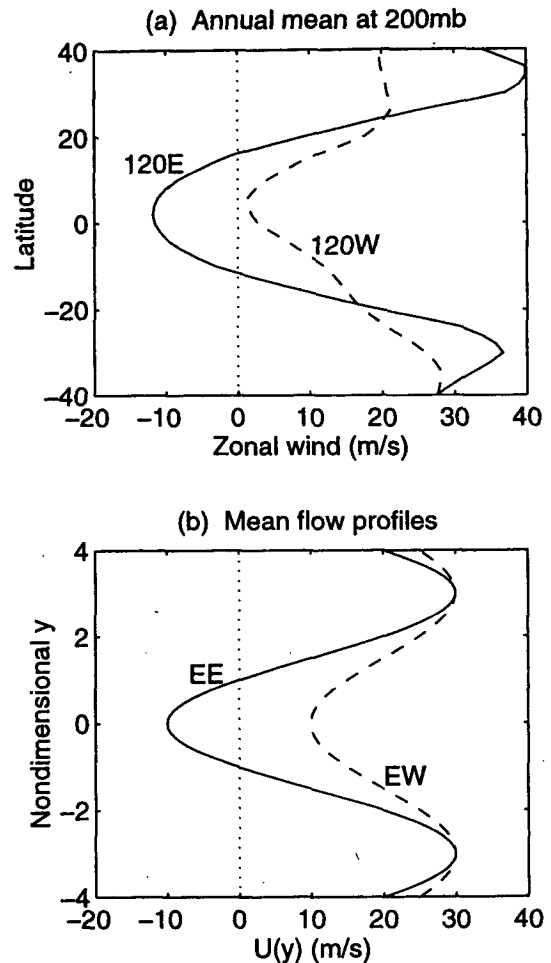 (a) Annual mean at 200mb
40
20
0
-20
-40
Latitude
120E
120W
-20 -10 0 10 20 30 40
Zonal wind (m/s)
(b) Mean flow profiles
4
2
0
-2
-4
Nondimensional y
EE
EW
-20 -10 0 10 20 30 40
U(y) (m/s)